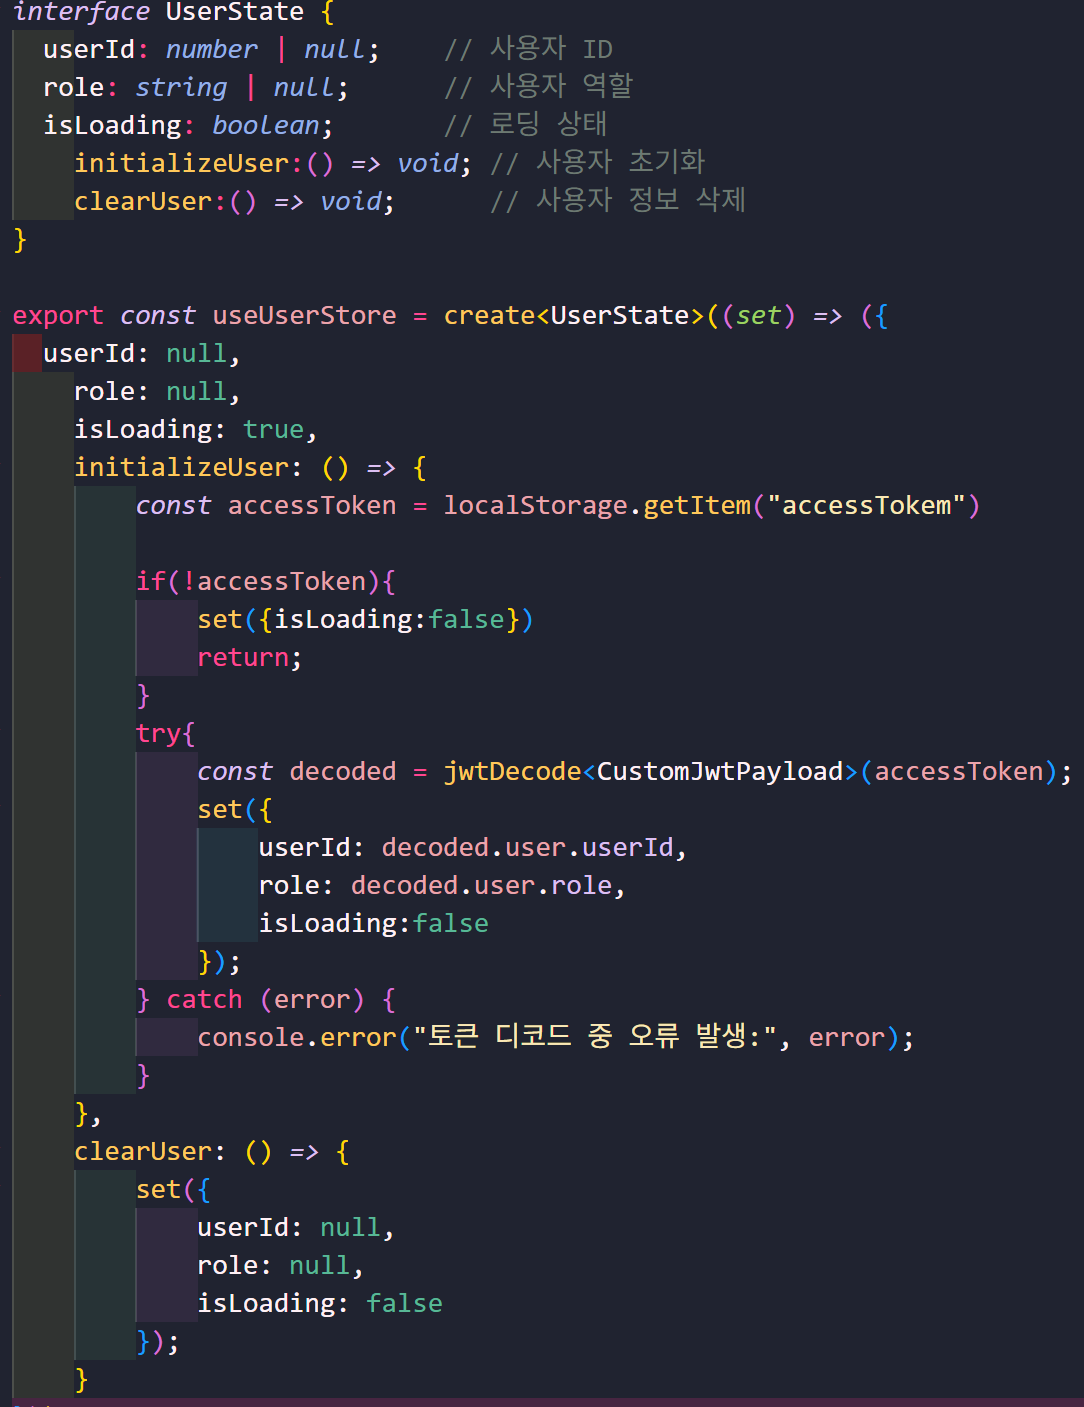 interface UserState {
  userId: number | null;    // 사용자 ID
  role: string | null;      // 사용자 역할
  isLoading: boolean;       // 로딩 상태
    initializeUser:() => void; // 사용자 초기화
    clearUser:() => void;      // 사용자 정보 삭제
}

export const useUserStore = create<UserState>((set) => ({
  userId: null,
    role: null,
    isLoading: true,
    initializeUser: () => {
        const accessToken = localStorage.getItem("accessTokem")

        if(!accessToken){
            set({isLoading:false})
            return;
        }
        try{
            const decoded = jwtDecode<CustomJwtPayload>(accessToken);
            set({
                userId: decoded.user.userId,
                role: decoded.user.role,
                isLoading:false
            });
        } catch (error) {
            console.error("토큰 디코드 중 오류 발생:", error);
        }
    },
    clearUser: () => {
        set({
            userId: null,
            role: null,
            isLoading: false
        });
    }